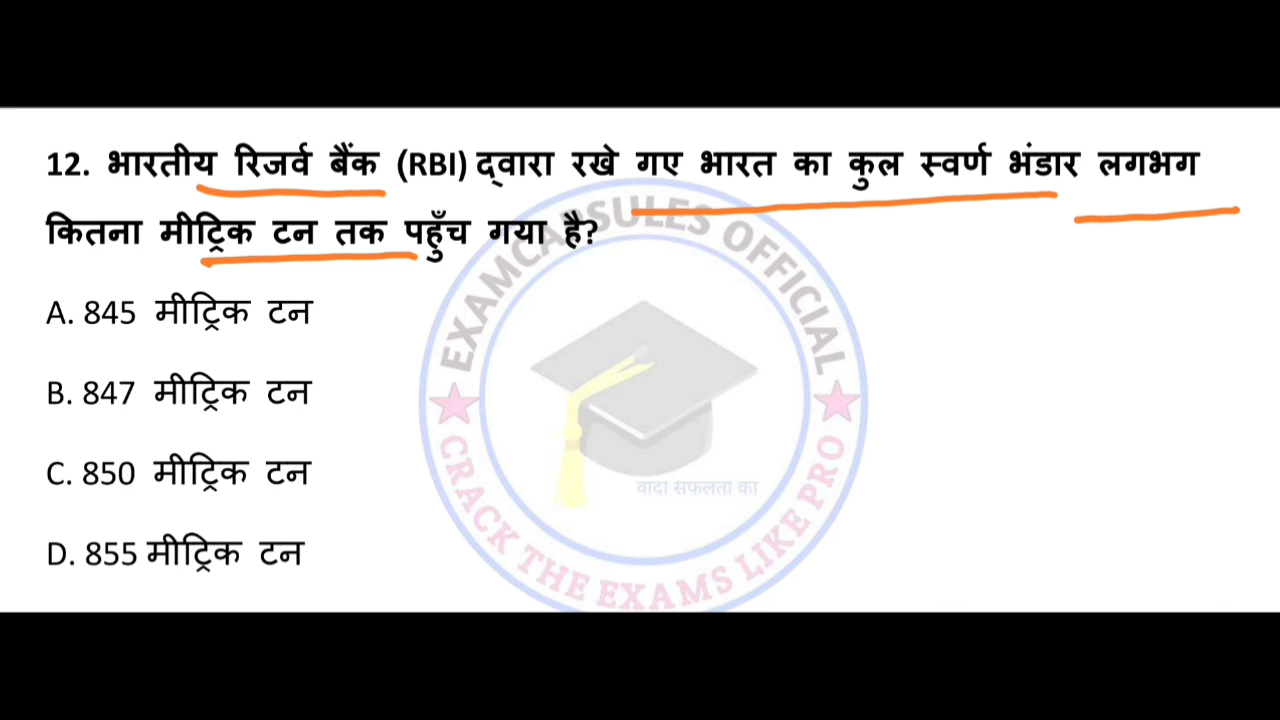 12. भारतीय रिजर्व बैंक (RBI) द्वारा रखे गए भारत का कुल स्वर्ण भंडार लगभग
कितना मीट्रिक टन तक पहुँच गया है?
A. 845 मीट्रिक टन
B. 847 मीट्रिक टन
C. 850 मीट्रिक टन
D. 855 मीट्रिक टन
EXAMCAPSULES OFFICIAL
वादा सफलता का
CRACK THE EXAMS LIKE PRO